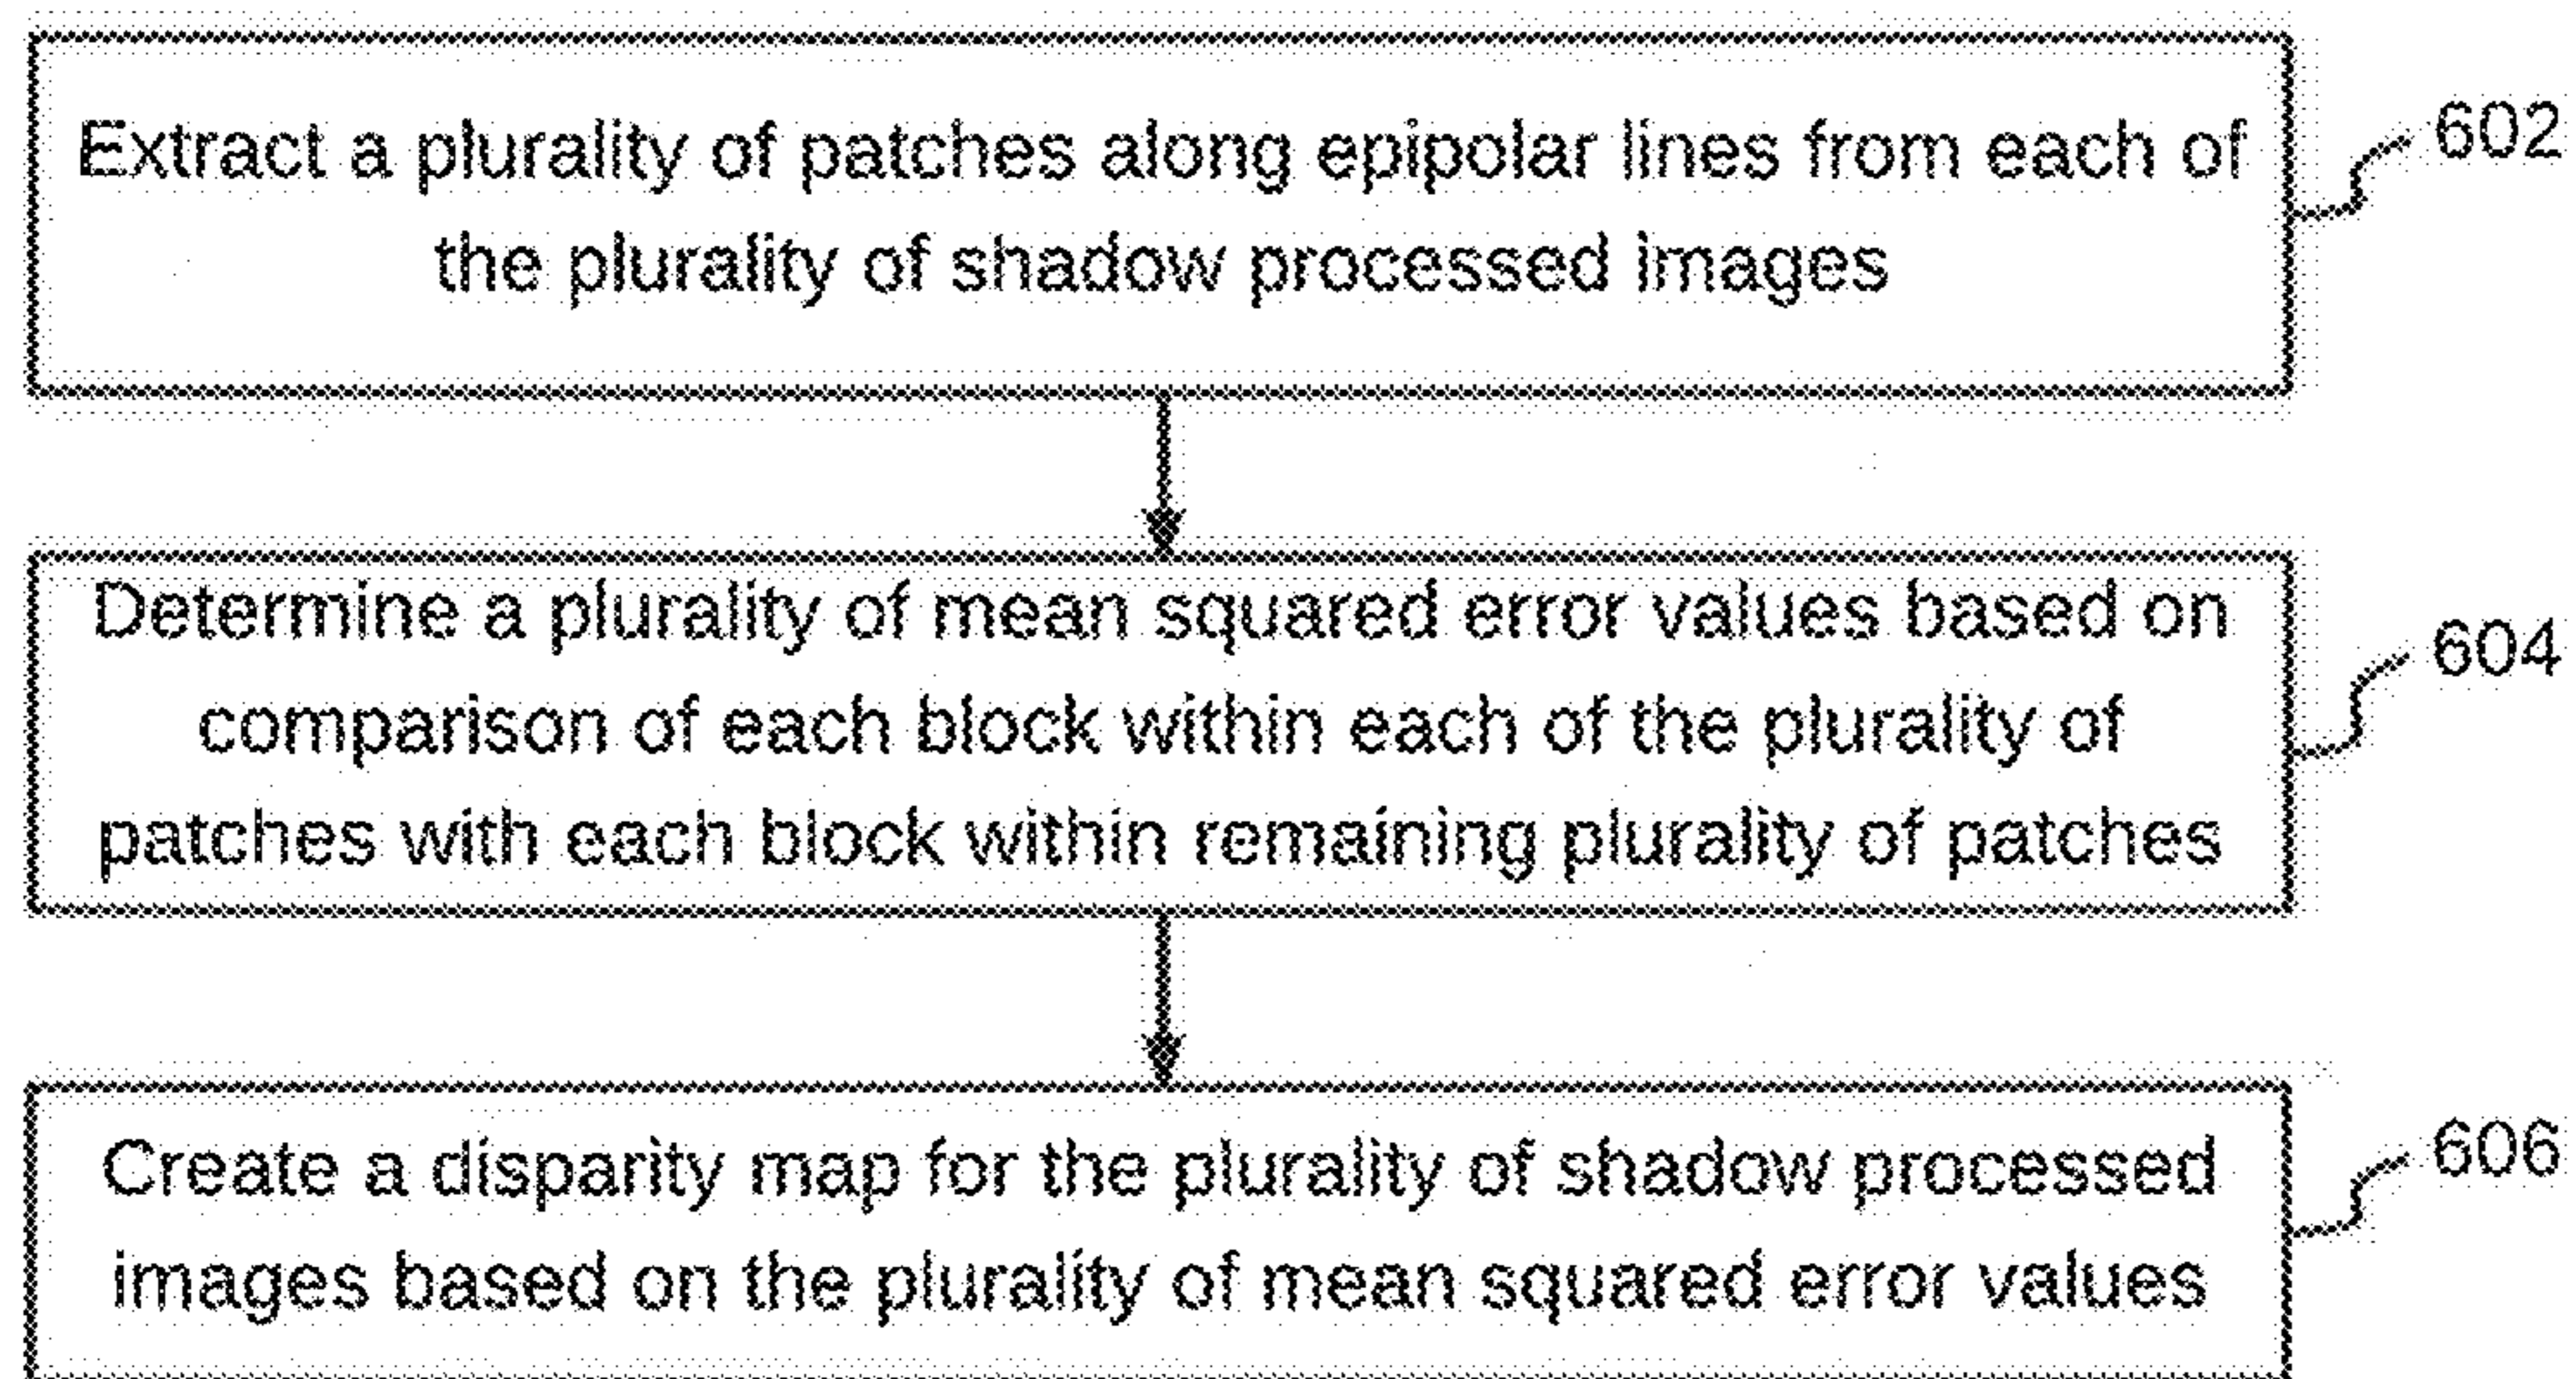 Extract a plurality of patches along epipolar lines from each of
the plurality of shadow processed images
602
Determine a plurality of mean squared error values based on
comparison of each block within each of the plurality of
patches with each block within remaining plurality of patches
604
Create a disparity map for the plurality of shadow processed
images based on the plurality of mean squared error values
606